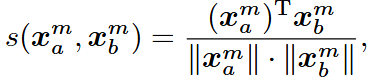 s(x_a^m, x_b^m) = \frac{(x_a^m)^T x_b^m}{\|x_a^m\| \cdot \|x_b^m\|},